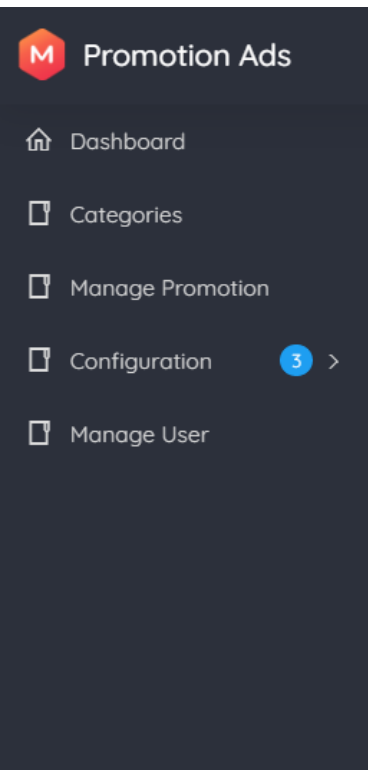 M Promotion Ads
Dashboard
Categories
Manage Promotion
Configuration 3
Manage User